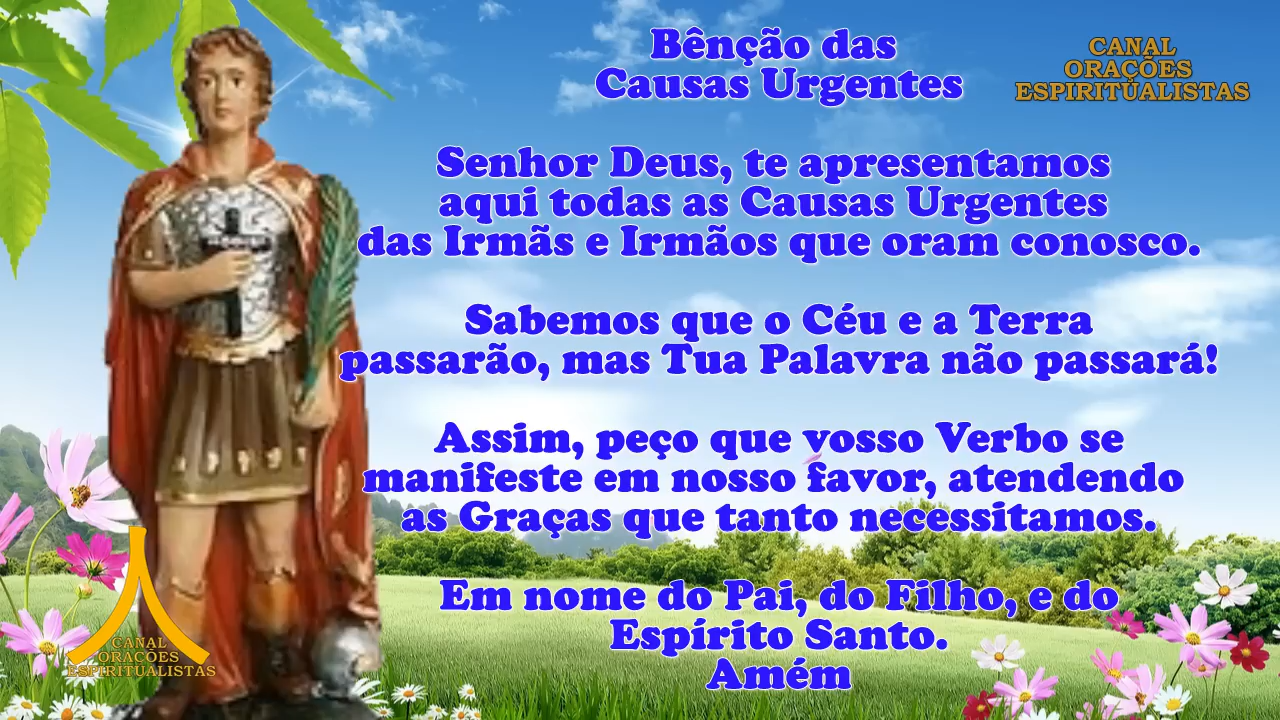 Bênção das
Causas Urgentes
CANAL
ORAÇÕES
ESPIRITUALISTAS
Senhor Deus, te apresentamos
aqui todas as Causas Urgentes
das Irmãs e Irmãos que oram conosco.
Sabemos que o Céu e a Terra
passarão, mas Tua Palavra não passará!
Assim, peço que vosso Verbo se
manifeste em nosso favor, atendendo
as Graças que tanto necessitamos.
Em nome do Pai, do Filho, e do
Espírito Santo.
Amém
CANAL
ORAÇÕES
ESPIRITUALISTAS